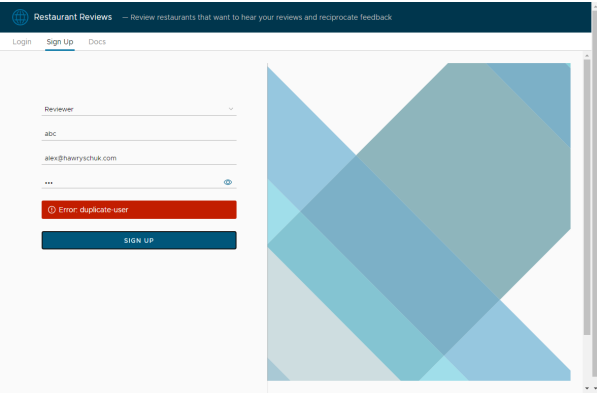 Restaurant Reviews — Review restaurants that want to hear your reviews and reciprocate feedback
Login Sign Up Docs
Reviewer
abc
alex@hawryschuk.com
•••
Error: duplicate-user
SIGN UP